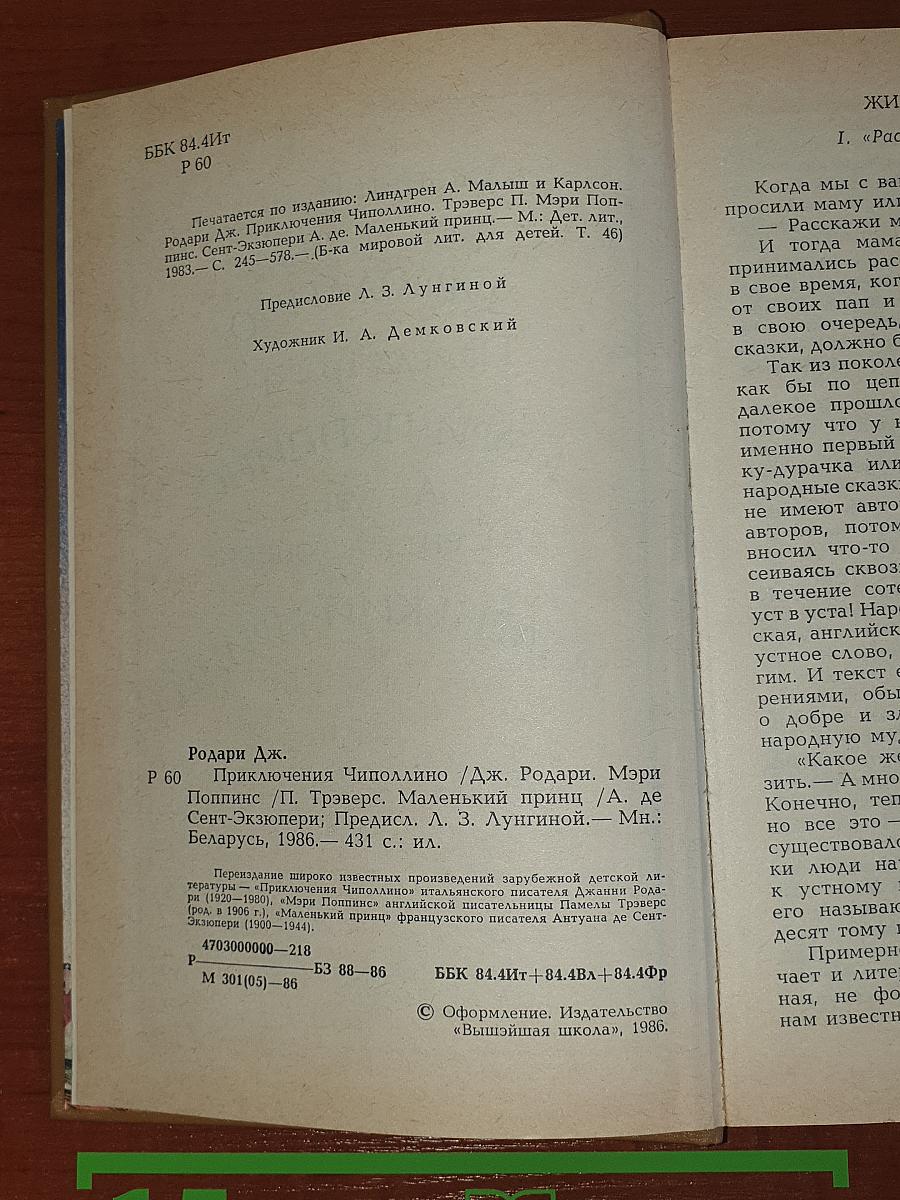 ББК 84.4Ит
Р 60
Печатается по изданию: Линдгрен А. Малыш и Карлсон.
Родари Дж. Приключения Чиполлино. Трэверс П. Мэри Поп-
пинс. Сент-Экзюпери А. де. Маленький принц.— М.: Дет. лит.,
1983.— С. 245—578.— (Б-ка мировой лит. для детей. Т. 46)
Предисловие Л. З. Лунгиной
Художник И. А. Демковский
Родари Дж.
Р 60 Приключения Чиполлино /Дж. Родари. Мэри
Поппинс /П. Трэверс. Маленький принц /А. де
Сент-Экзюпери; Предисл. Л. З. Лунгиной.— Мн.:
Беларусь, 1986.— 431 с.: ил.
Переиздание широко известных произведений зарубежной детской ли-
тературы — «Приключения Чиполлино» итальянского писателя Джанни Рода-
ри (1920—1980), «Мэри Поппинс» английской писательницы Памелы Трэверс
(род. в 1906 г.), «Маленький принц» французского писателя Антуана де Сент-
Экзюпери (1900—1944).
4703000000—218
Р— БЗ 88—86
М 301(05)—86
ББК 84.4Ит+84.4Вл+84.4Фр
© Оформление. Издательство
«Вышэйшая школа», 1986.
ЖИ
I. «Рас
Когда мы с ва
просили маму или
— Расскажи м
И тогда мама
принимались рас
в свое время, ког
от своих пап и
в свою очередь,
сказки, должно б
Так из поколе
как бы по цеп
далекое прошло
потому что у
именно первый
ку-дурачка или
народные сказк
не имеют авто
авторов, потом
вносил что-то
сеиваясь сквоз
в течение соте
уст в уста! Нар
ская, английск
устное слово,
гим. И текст е
рениями, обы
о добре и зл
народную муд
«Какое же
зить.— А мно
Конечно, теп
но все это —
существовало
ки люди на
к устному
его называю
десят тому
Примерно
чает и лите
ная, не фо
нам известн